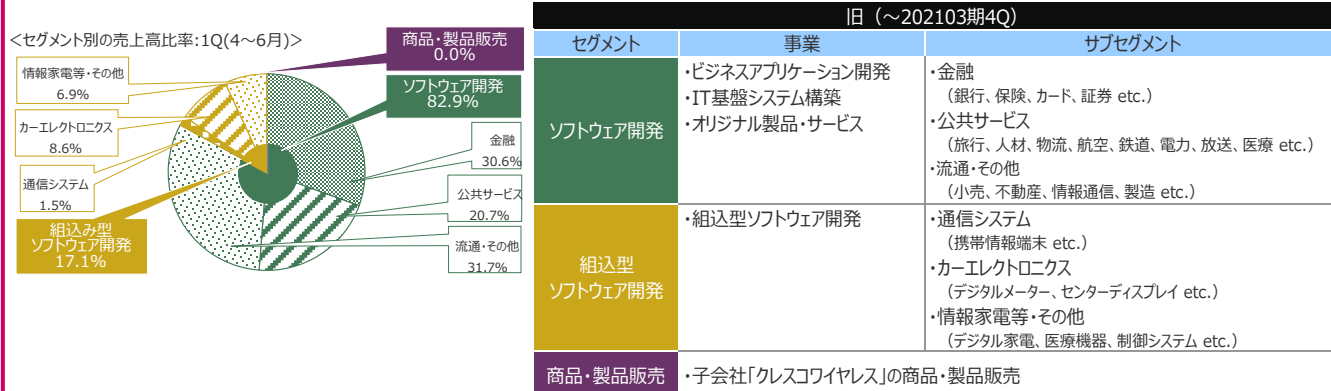 <セグメント別の売上高比率:1Q(4～6月)>
商品・製品販売
0.0%
ソフトウェア開発
82.9%
情報家電等・その他
6.9%
カーエレクトロニクス
8.6%
通信システム
1.5%
組込み型
ソフトウェア開発
17.1%
金融
30.6%
公共サービス
20.7%
流通・その他
31.7%
旧（～202103期4Q)
セグメント 事業 サブセグメント
ソフトウェア開発
・ビジネスアプリケーション開発
・IT基盤システム構築
・オリジナル製品・サービス
・金融
（銀行、保険、カード、証券 etc.）
・公共サービス
（旅行、人材、物流、航空、鉄道、電力、放送、医療 etc.）
・流通・その他
（小売、不動産、情報通信、製造 etc.）
組込型
ソフトウェア開発
・組込型ソフトウェア開発
・通信システム
（携帯情報端末 etc.）
・カーエレクトロニクス
（デジタルメーター、センターディスプレイ etc.）
・情報家電等・その他
（デジタル家電、医療機器、制御システム etc.）
商品・製品販売 ・子会社「クレスコワイヤレス」の商品・製品販売